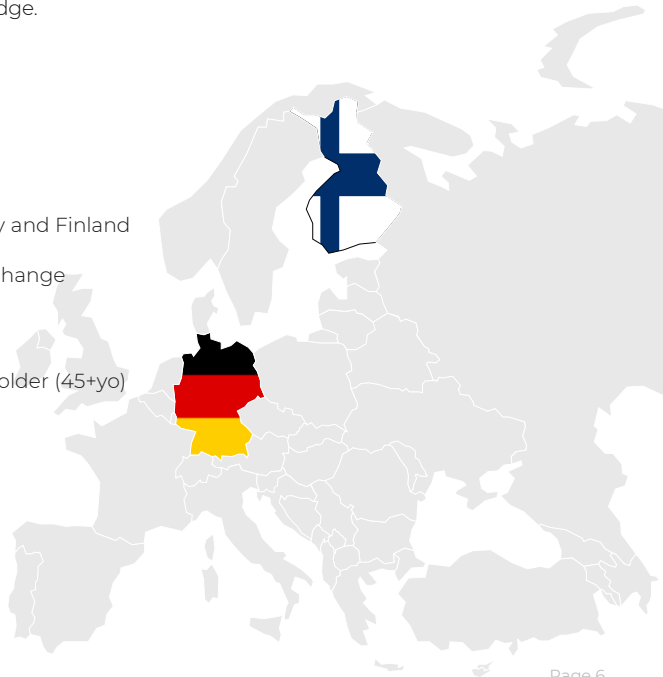 dge.
y and Finland
hange
older (45+yo)
Page 6